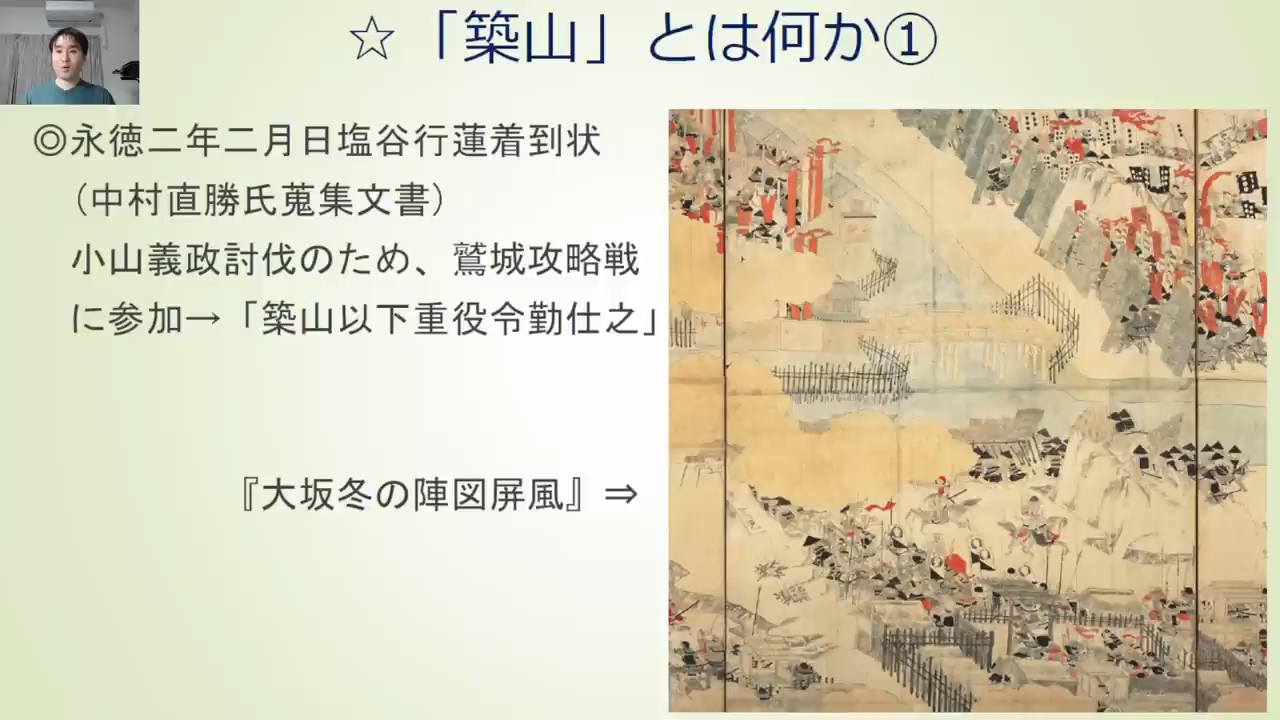 ☆「築山」とは何か①
◎永徳二年二月日塩谷行蓮着到状
（中村直勝氏蒐集文書）
小山義政討伐のため、鷲城攻略戦
に参加→「築山以下重役令勤仕之」
『大坂冬の陣図屏風』⇒